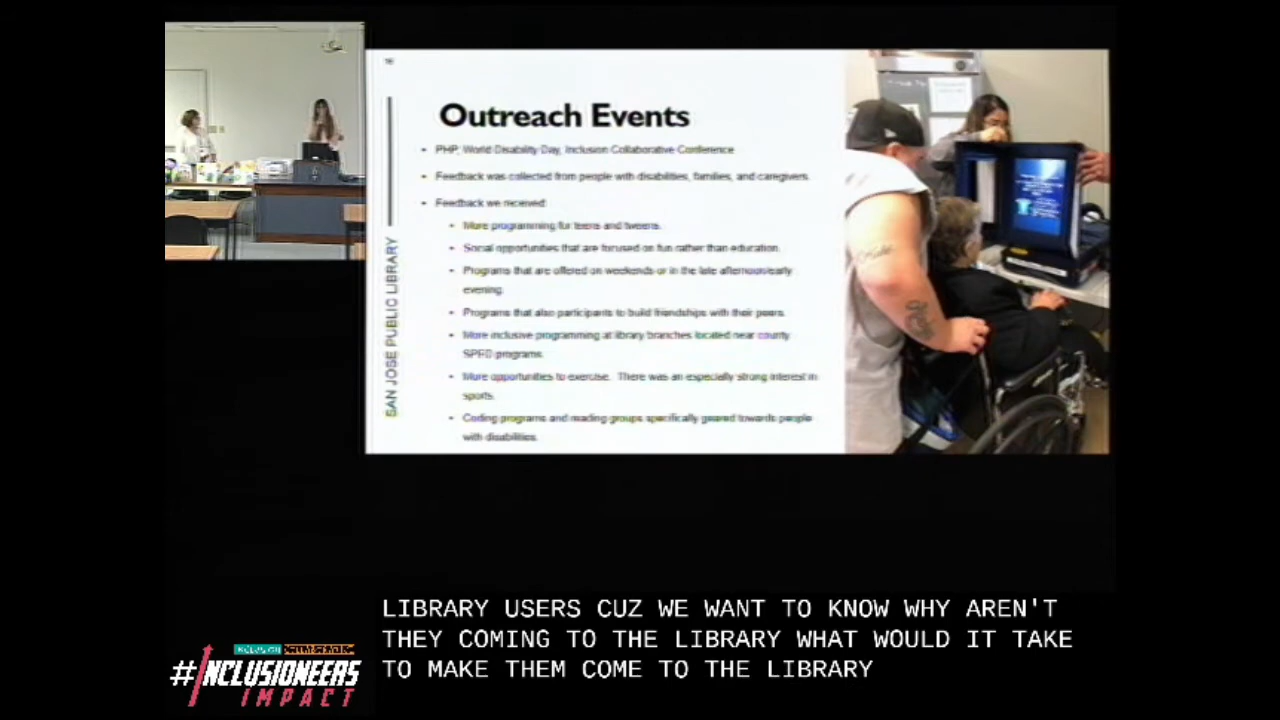 16
Outreach Events
• PHP, World Disability Day, Inclusion Collaborative Conference
• Feedback was collected from people with disabilities, families, and caregivers.
• Feedback we received:
• More programming for teens and tweens.
• Social opportunities that are focused on fun rather than education.
• Programs that are offered on weekends or in the late afternoon/early
evening.
• Programs that also participants to build friendships with their peers.
• More inclusive programming at library branches located near county
SPED programs.
• More opportunities to exercise. There was an especially strong interest in
sports.
• Coding programs and reading groups specifically geared towards people
with disabilities.
SAN JOSE PUBLIC LIBRARY
LIBRARY USERS CUZ WE WANT TO KNOW WHY AREN'T
THEY COMING TO THE LIBRARY WHAT WOULD IT TAKE
TO MAKE THEM COME TO THE LIBRARY
#INCLUSIONEERS
IMPACT